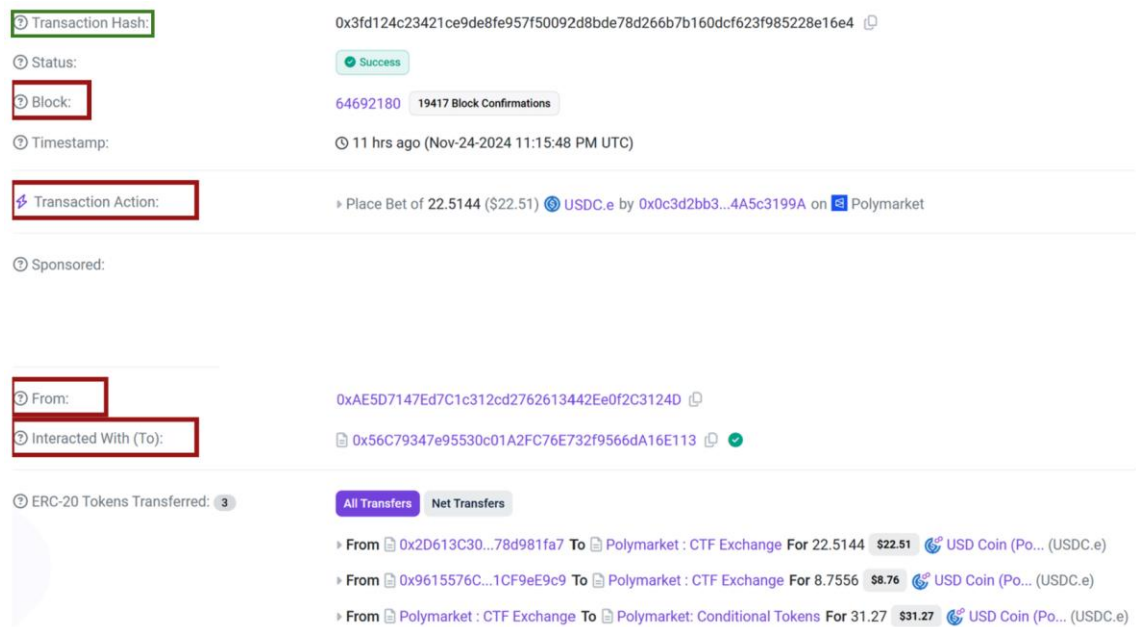 Transaction Hash: 0x3fd124c23421ce9de8fe957f50092d8bde78d266b7b160dcf623f985228e16e4
Status: Success
Block: 64692180 19417 Block Confirmations
Timestamp: 11 hrs ago (Nov-24-2024 11:15:48 PM UTC)
Transaction Action: Place Bet of 22.5144 ($22.51) USDC.e by 0x0c3d2bb3...4A5c3199A on Polymarket
Sponsored:
From: 0xAE5D7147Ed7C1c312cd2762613442Ee0f2C3124D
Interacted With (To): 0x56C79347e95530c01A2FC76E732f9566dA16E113
ERC-20 Tokens Transferred: 3 All Transfers Net Transfers
From 0x2D613C30...78d981fa7 To Polymarket : CTF Exchange For 22.5144 $22.51 USD Coin (Po... (USDC.e)
From 0x9615576C...1CF9eE9c9 To Polymarket : CTF Exchange For 8.7556 $8.76 USD Coin (Po... (USDC.e)
From Polymarket : CTF Exchange To Polymarket: Conditional Tokens For 31.27 $31.27 USD Coin (Po... (USDC.e)